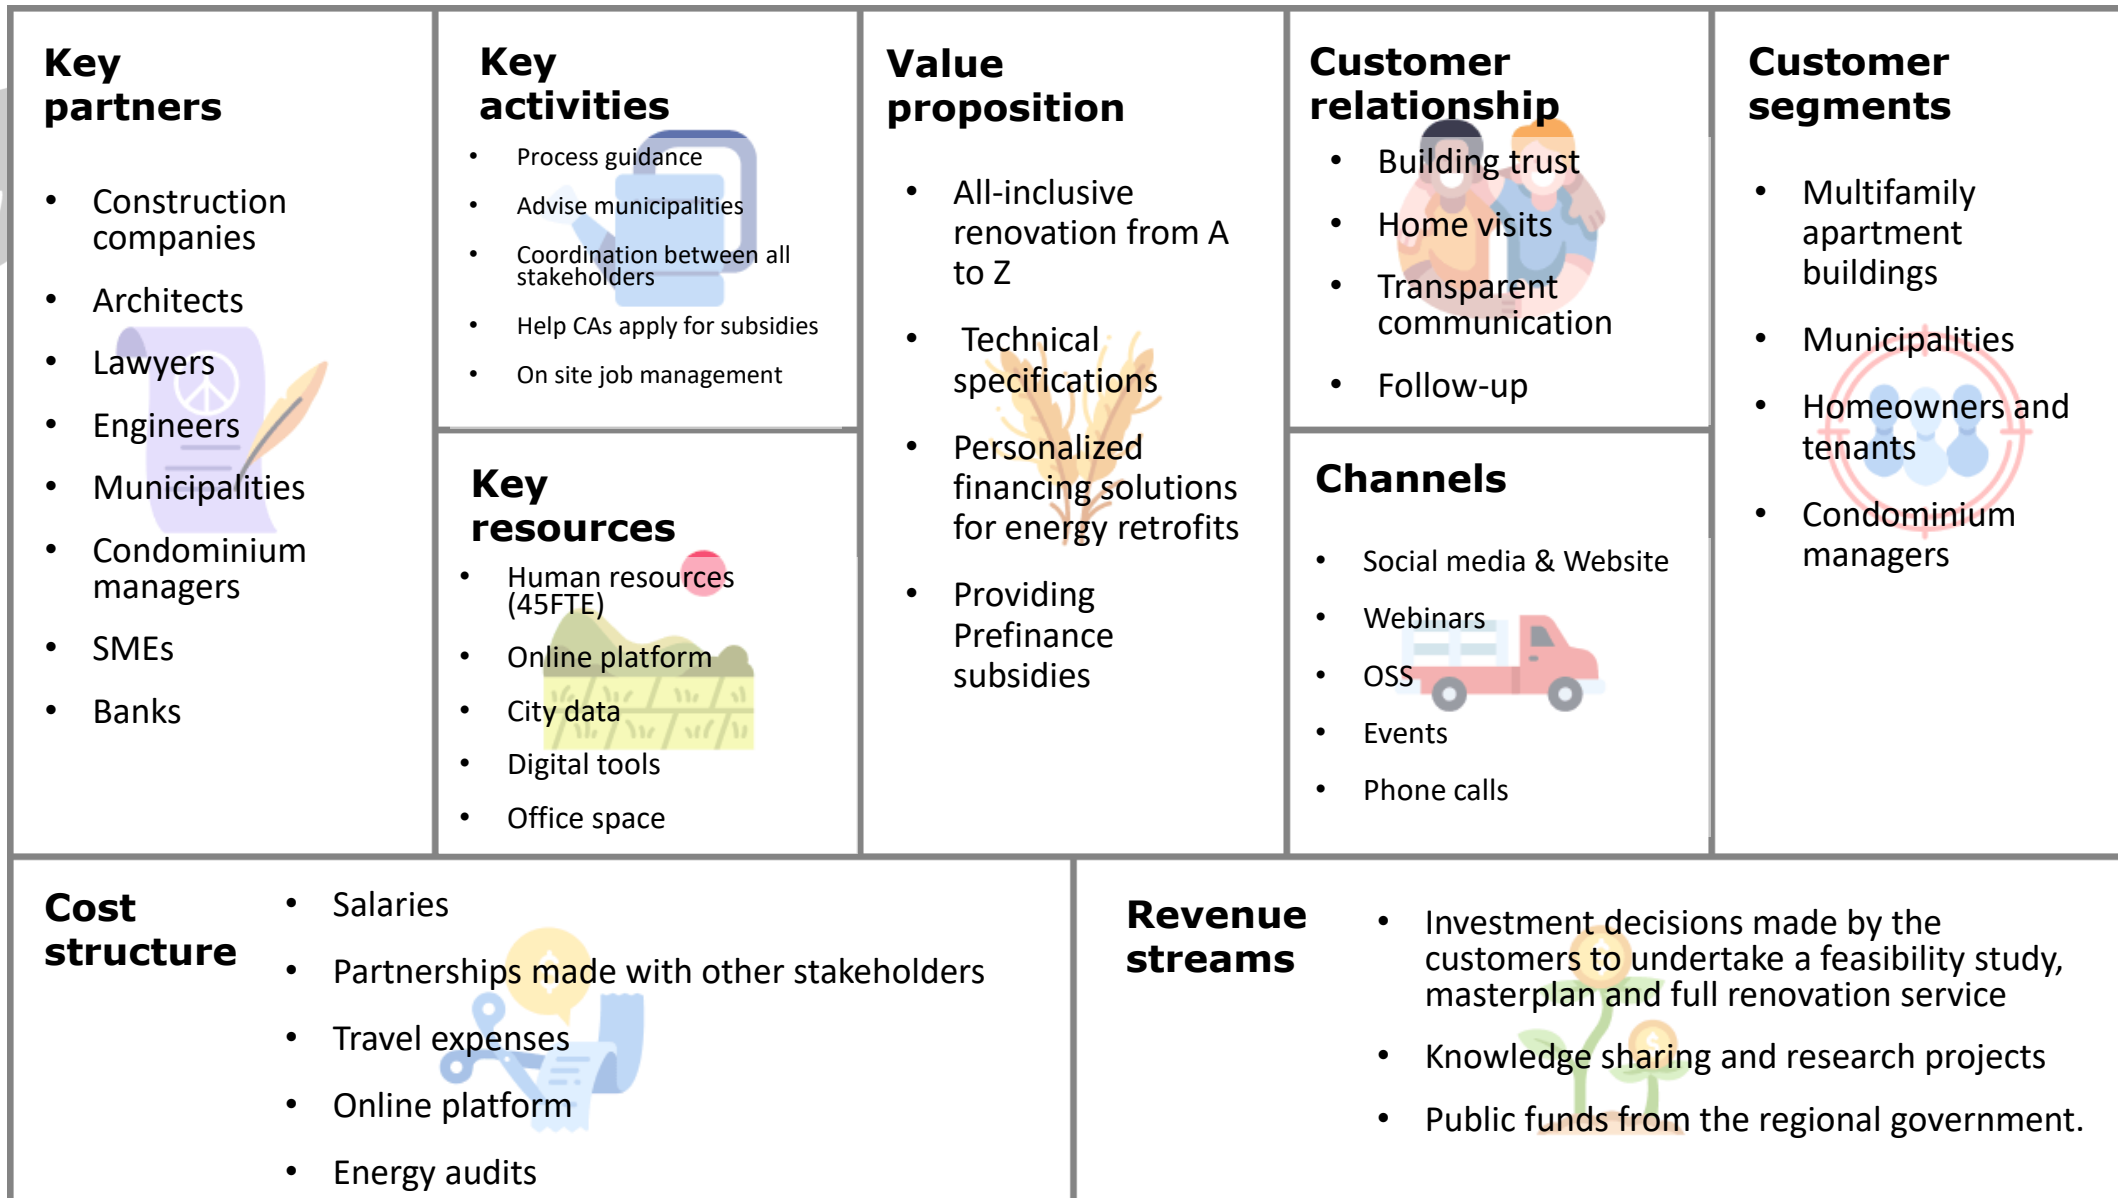 Key
partners
• Construction
companies
• Architects
• Lawyers
• Engineers
• Municipalities
• Condominium
managers
• SMEs
• Banks
Key
activities
• Process guidance
• Advise municipalities
• Coordination between all
stakeholders
• Help CAs apply for subsidies
• On site job management
Key
resources
• Human resources
(45FTE)
• Online platform
• City data
• Digital tools
• Office space
Value
proposition
• All-inclusive
renovation from A
to Z
• Technical
specifications
• Personalized
financing solutions
for energy retrofits
• Providing
Prefinance
subsidies
Customer
relationship
• Building trust
• Home visits
• Transparent
communication
• Follow-up
Channels
• Social media & Website
• Webinars
• OSS
• Events
• Phone calls
Customer
segments
• Multifamily
apartment
buildings
• Municipalities
• Homeowners and
tenants
• Condominium
managers
Cost
structure
• Salaries
• Partnerships made with other stakeholders
• Travel expenses
• Online platform
• Energy audits
Revenue
streams
• Investment decisions made by the
customers to undertake a feasibility study,
masterplan and full renovation service
• Knowledge sharing and research projects
• Public funds from the regional government.